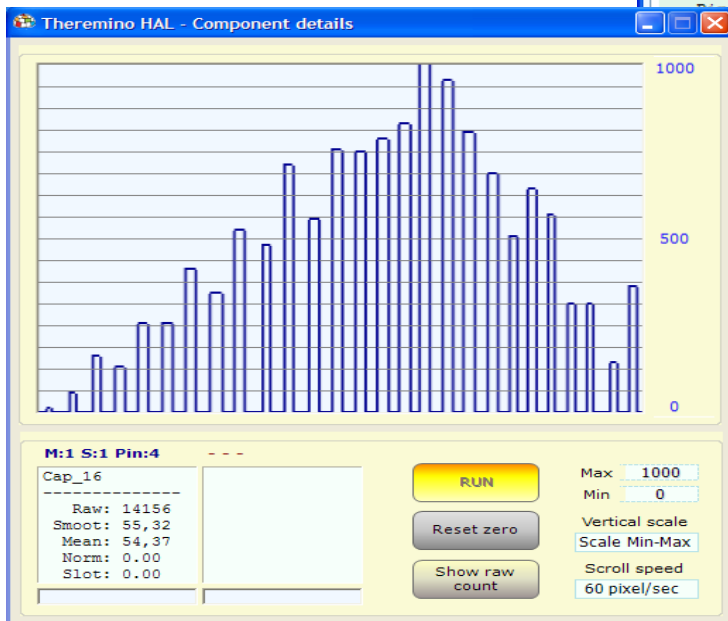 Theremino HAL - Component details
1000
500
0
M:1 S:1 Pin:4
- - -
Cap_16
--------------
Raw: 14156
Smoot: 55,32
Mean: 54,37
Norm: 0.00
Slot: 0.00
RUN
Reset zero
Show raw
count
Max 1000
Min 0
Vertical scale
Scale Min-Max
Scroll speed
60 pixel/sec